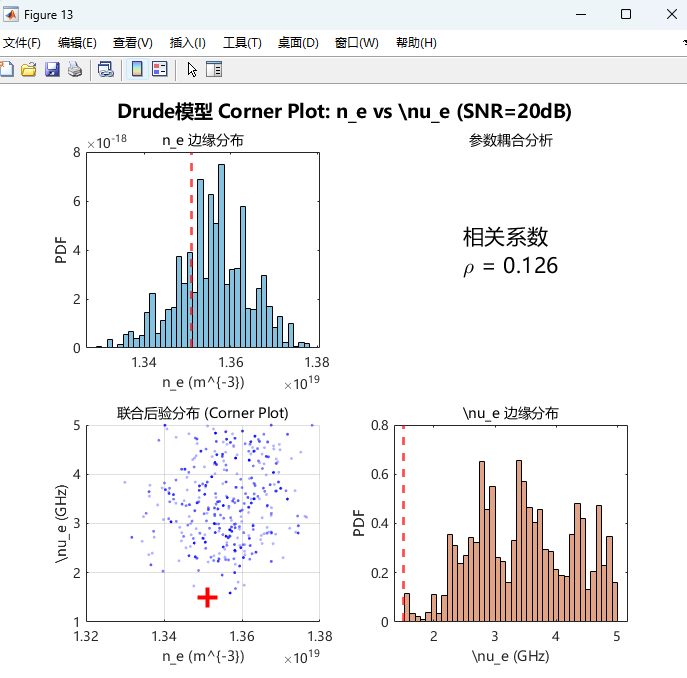 Figure 13
文件(F) 编辑(E) 查看(V) 插入(I) 工具(T) 桌面(D) 窗口(W) 帮助(H)
Drude模型 Corner Plot: n_e vs \nu_e (SNR=20dB)
×10^-18
n_e 边缘分布
8
6
4
2
0
PDF
1.34 1.36 1.38
n_e (m^{-3})
×10^19
参数耦合分析
相关系数
ρ = 0.126
联合后验分布 (Corner Plot)
5
4
3
2
1
\nu_e (GHz)
1.32 1.34 1.36 1.38
n_e (m^{-3})
×10^19
\nu_e 边缘分布
0.8
0.6
0.4
0.2
0
PDF
2 3 4 5
\nu_e (GHz)